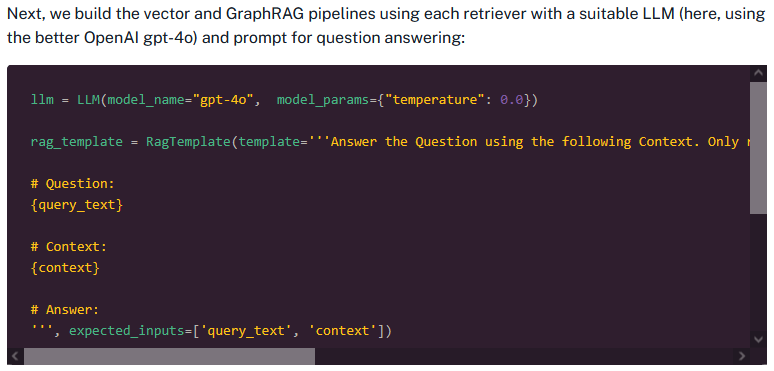 Next, we build the vector and GraphRAG pipelines using each retriever with a suitable LLM (here, using
the better OpenAI gpt-4o) and prompt for question answering:
llm = LLM(model_name="gpt-4o",  model_params={"temperature": 0.0})
rag_template = RagTemplate(template='''Answer the Question using the following Context. Only
# Question:
{query_text}
# Context:
{context}
# Answer:
''', expected_inputs=['query_text', 'context'])